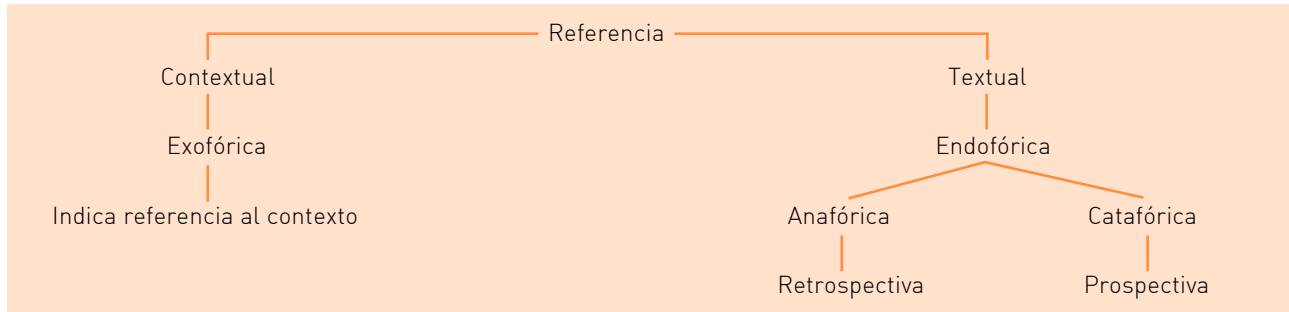 Referencia
Contextual Textual
Exofórica Endofórica
Indica referencia al contexto Anafórica Catafórica
Retrospectiva Prospectiva